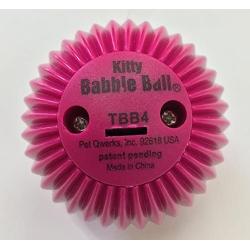 Kitty
Babble Ball®
TBB4
Pet Qwerks, Inc. 92618 USA
patent pending
Made in China